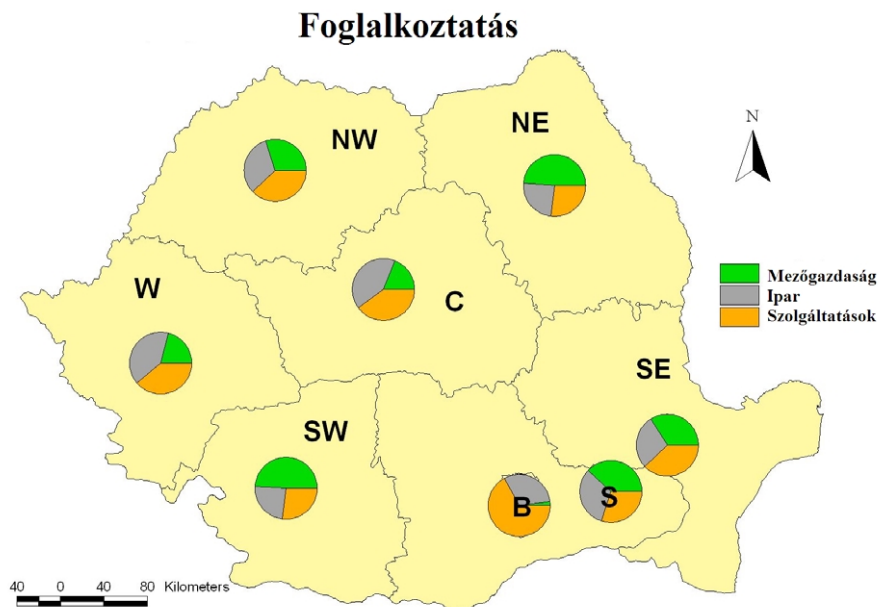 Foglalkoztatás
N
NW
NE
W
C
Mezőgazdaság
Ipar
Szolgáltatások
SE
SW
B
S
40 0 40 80 Kilometers